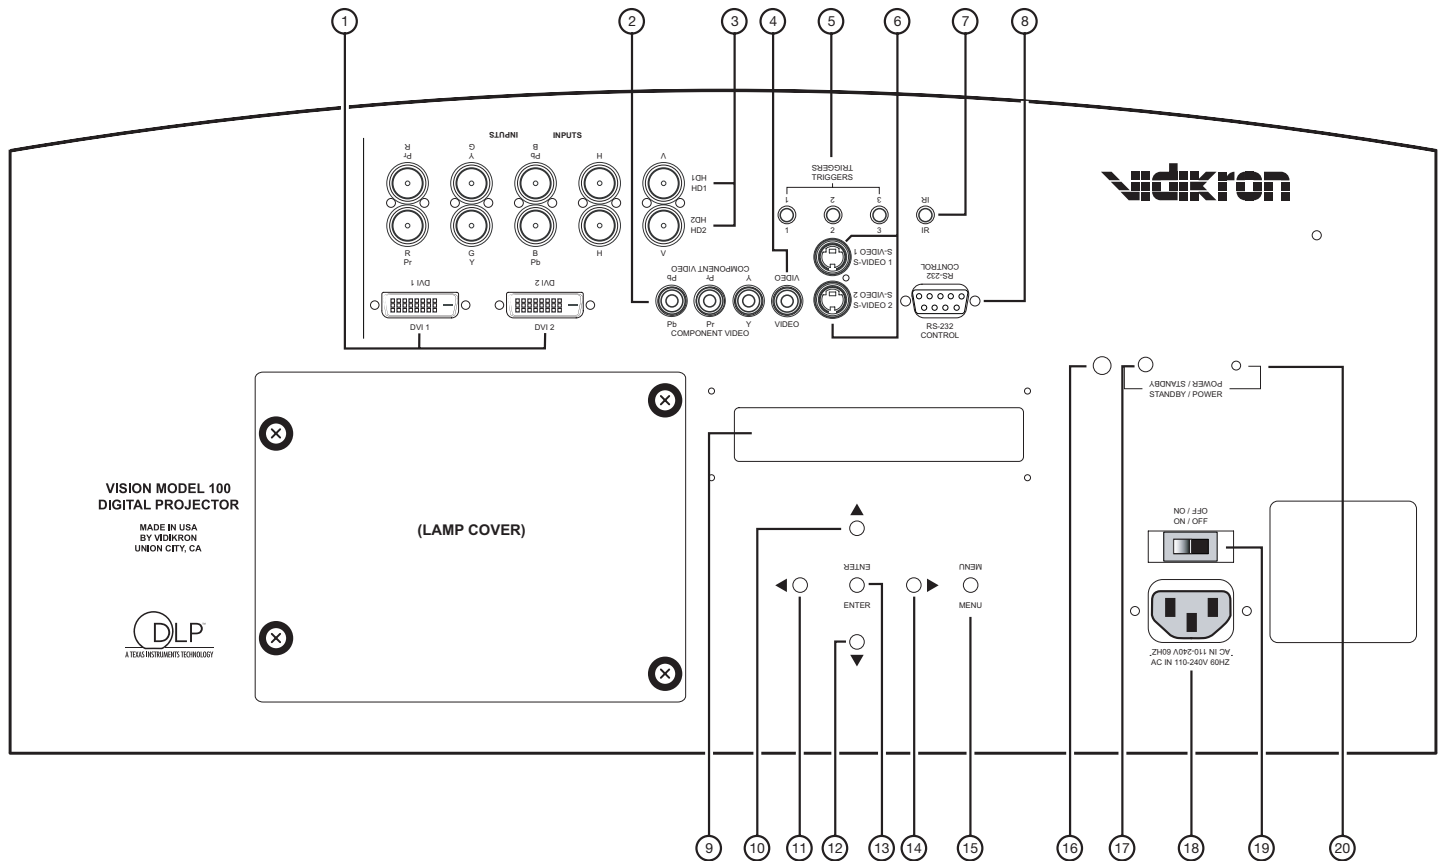 1 2 3 4 5 6 7 8
INPUTS INPUTS
R G B
Pr Y Pb H V
HD1
HD1
HD2
HD2
R G B H V
Pr Y Pb
TRIGGERS
TRIGGERS
1 2 3
1 2 3
IR
IR
vidikron
DVI 1 DVI 2
DVI 1 DVI 2
COMPONENT VIDEO
Pb Pr Y VIDEO
Pb Pr Y VIDEO
COMPONENT VIDEO
S-VIDEO 1
S-VIDEO 1
S-VIDEO 2
S-VIDEO 2
RS-232
CONTROL
RS-232
CONTROL
POWER / STANDBY
STANDBY / POWER
VISION MODEL 100
DIGITAL PROJECTOR
MADE IN USA
BY VIDIKRON
UNION CITY, CA
DLP™
A TEXAS INSTRUMENTS TECHNOLOGY
(LAMP COVER)
ENTER
ENTER
MENU
MENU
NO / FFO
ON / OFF
AC IN 110-240V 60HZ
AC IN 110-240V 60HZ
9 10 11 12 13 14 15 16 17 18 19 20